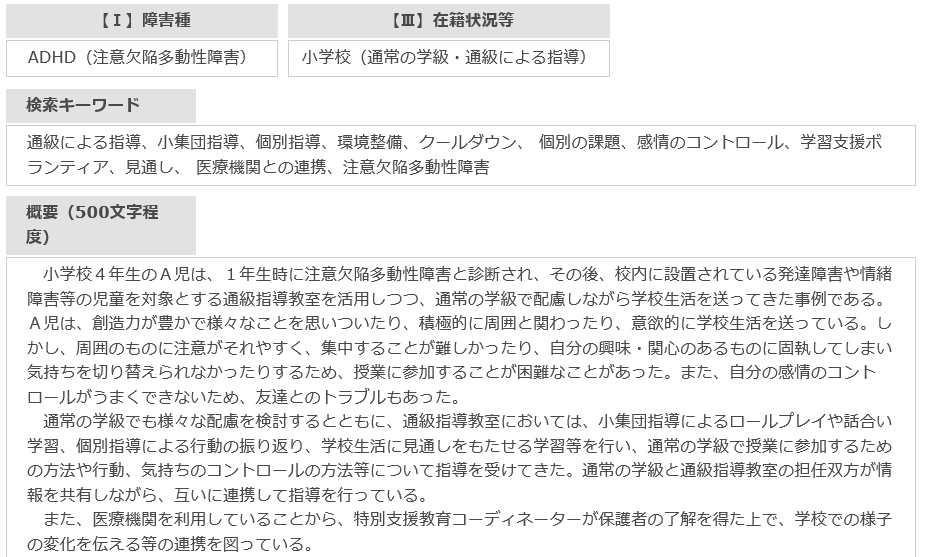 【Ⅰ】障害種
【Ⅲ】在籍状況等
ADHD（注意欠陥多動性障害）
小学校（通常の学級・通級による指導）
検索キーワード
通級による指導、小集団指導、個別指導、環境整備、クールダウン、 個別の課題、感情のコントロール、学習支援ボ
ランティア、見通し、 医療機関との連携、注意欠陥多動性障害
概要（500文字程
度）
　小学校４年生のＡ児は、１年生時に注意欠陥多動性障害と診断され、その後、校内に設置されている発達障害や情緒
障害等の児童を対象とする通級指導教室を活用しつつ、通常の学級で配慮しながら学校生活を送ってきた事例である。
Ａ児は、創造力が豊かで様々なことを思いついたり、積極的に周囲と関わったり、意欲的に学校生活を送っている。し
かし、周囲のものに注意がそれやすく、集中することが難しかったり、自分の興味・関心のあるものに固執してしまい
気持ちを切り替えられなかったりするため、授業に参加することが困難なことがあった。また、自分の感情のコント
ロールがうまくできないため、友達とのトラブルもあった。
　通常の学級でも様々な配慮を検討するとともに、通級指導教室においては、小集団指導によるロールプレイや話合い
学習、個別指導による行動の振り返り、学校生活に見通しをもたせる学習等を行い、通常の学級で授業に参加するため
の方法や行動、気持ちのコントロールの方法等について指導を受けてきた。通常の学級と通級指導教室の担任双方が情
報を共有しながら、互いに連携して指導を行っている。
　また、医療機関を利用していることから、特別支援教育コーディネーターが保護者の了解を得た上で、学校での様子
の変化を伝える等の連携を図っている。